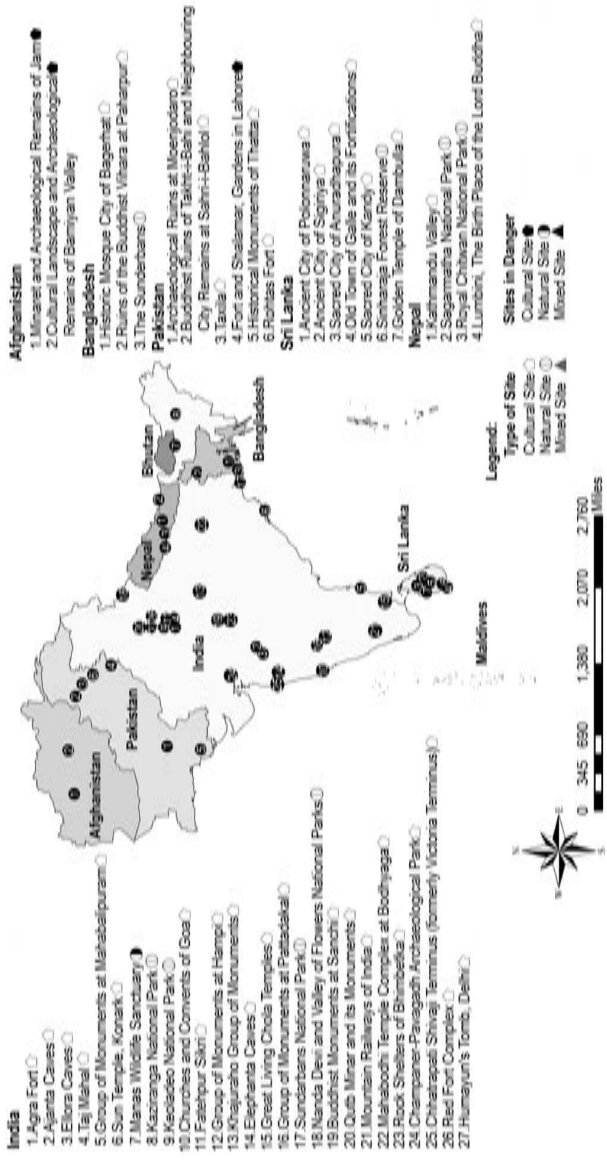 India
1.Agra Fort
2.Ajanta Caves
3.Ellora Caves
4.Taj Mahal
5.Group of Monuments at Mahabalipuram
6.Sun Temple, Konark
7.Manas Wildlife Sanctuary
8.Kaziranga National Park
9.Keoladeo National Park
10.Churches and Convents of Goa
11.Fatehpur Sikri
12.Group of Monuments at Hampi
13.Khajuraho Group of Monuments
14.Elephanta Caves
15.Great Living Chola Temples
16.Group of Monuments at Pattadakal
17.Sundarbans National Park
18.Nanda Devi and Valley of Flowers National Parks
19.Buddhist Monuments at Sanchi
20.Qutb Minar and its Monuments
21.Mountain Railways of India
22.Mahabodhi Temple Complex at Bodhgaya
23.Rock Shelters of Bhimbetka
24.Champaner-Pavagadh Archaeological Park
25.Chhatrapati Shivaji Terminus (formerly Victoria Terminus)
26.Red Fort Complex
27.Humayun's Tomb, Delhi
Afghanistan
Pakistan
India
Nepal
Bhutan
Bangladesh
Sri Lanka
Maldives
Afghanistan
1.Minaret and Archaeological Remains of Jam
2.Cultural Landscape and Archaeological
Remains of Bamiyan Valley
Bangladesh
1.Historic Mosque City of Bagerhat
2.Ruins of the Buddhist Vihara at Paharpur
3.The Sunderbans
Pakistan
1.Archaeological Ruins at Moenjodaro
2.Buddhist Ruins of Takht-i-Bahi and Neighbouring
City Remains at Sahr-i-Bahlol
3.Taxila
4.Fort and Shalamar, Gardens in Lahore
5.Historical Monuments of Thatta
6.Rohtas Fort
Sri Lanka
1.Ancient City of Polonnaruwa
2.Ancient City of Sigiriya
3.Sacred City of Anuradhapura
4.Old Town of Galle and its Fortifications
5.Sacred City of Kandy
6.Sinharaja Forest Reserve
7.Golden Temple of Dambulla
Nepal
1.Kathmandu Valley
2.Sagarmatha National Park
3.Royal Chitwan National Park
4.Lumbini, The Birth Place of the Lord Buddha
Legend:
Type of Site
Cultural Site
Natural Site
Mixed Site
Sites in Danger
Cultural Site
Natural Site
Mixed Site
0 345 690 1,380 2,070 2,760
Miles